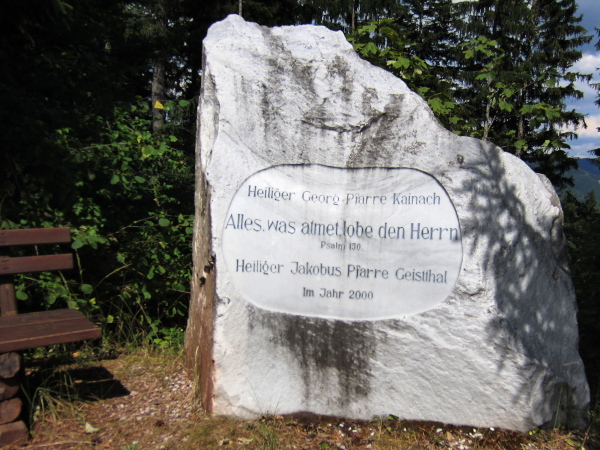 Heiliger Georg-Pfarre Kainach
Alles, was atmet, lobe den Herrn
Psalm 150
Heiliger Jakobus Pfarre Geistthal
Im Jahr 2000